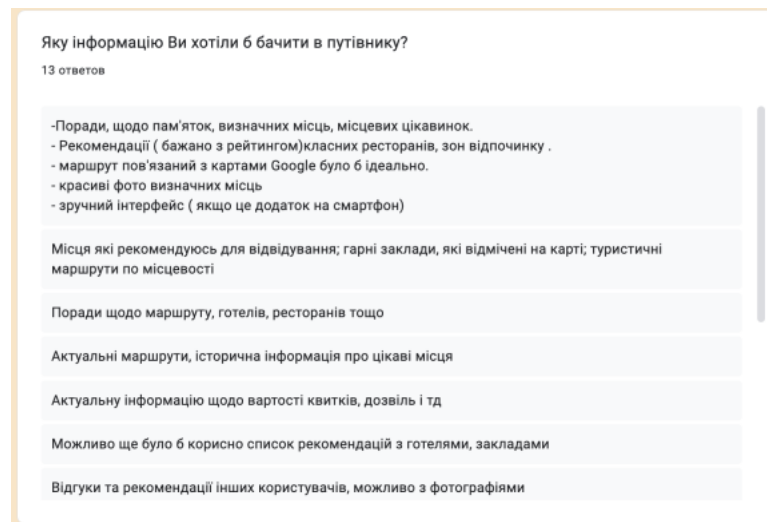 Яку інформацію Ви хотіли б бачити в путівнику?
13 ответов
-Поради, щодо пам'яток, визначних місць, місцевих цікавинок.
- Рекомендації ( бажано з рейтингом)класних ресторанів, зон відпочинку .
- маршрут пов'язаний з картами Google було б ідеально.
- красиві фото визначних місць
- зручний інтерфейс ( якщо це додаток на смартфон)
Місця які рекомендуюсь для відвідування; гарні заклади, які відмічені на карті; туристичні
маршрути по місцевості
Поради щодо маршруту, готелів, ресторанів тощо
Актуальні маршрути, історична інформація про цікаві місця
Актуальну інформацію щодо вартості квитків, дозвіль і тд
Можливо ще було б корисно список рекомендацій з готелями, закладами
Відгуки та рекомендації інших користувачів, можливо з фотографіями